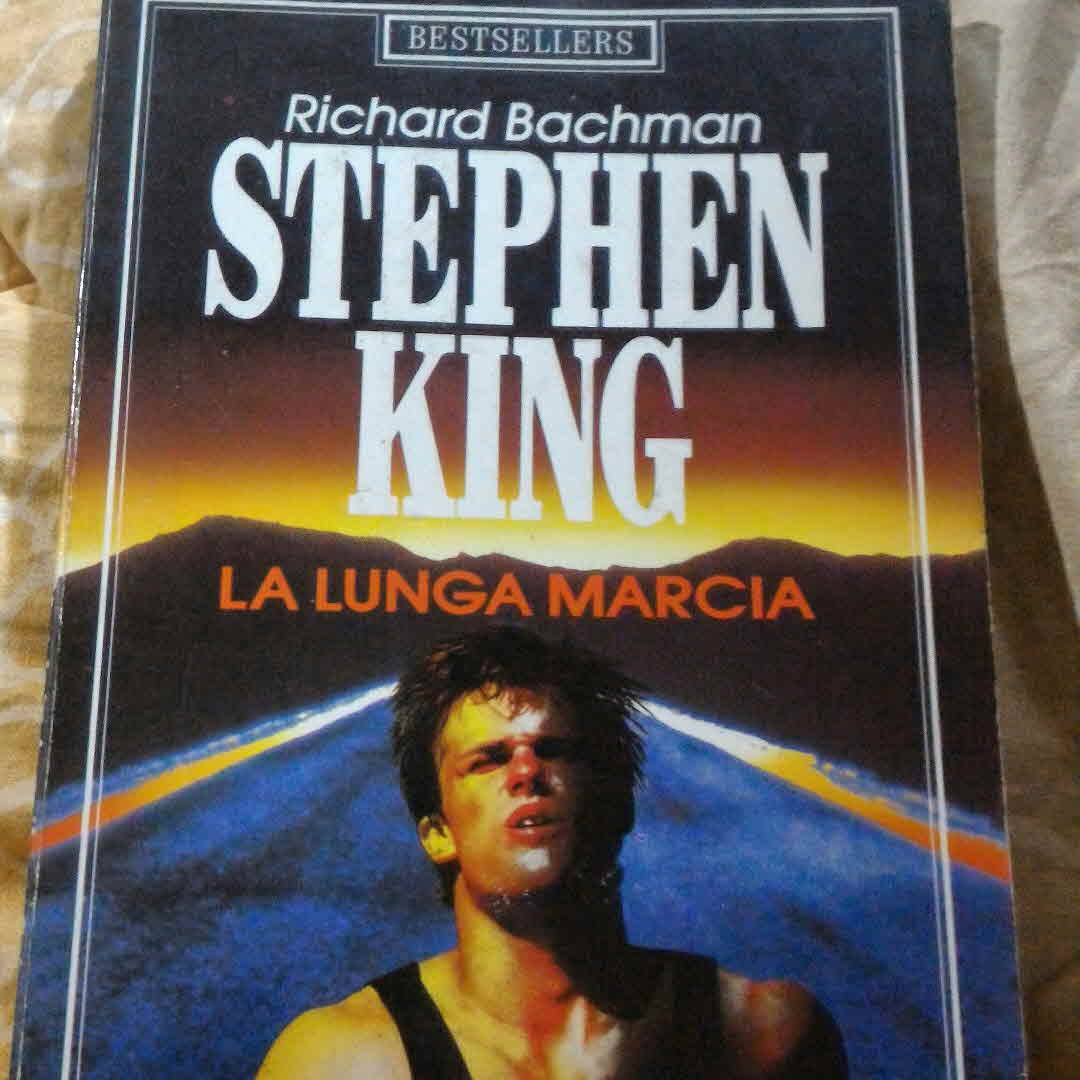 BESTSELLERS
Richard Bachman
STEPHEN
KING
LA LUNGA MARCIA